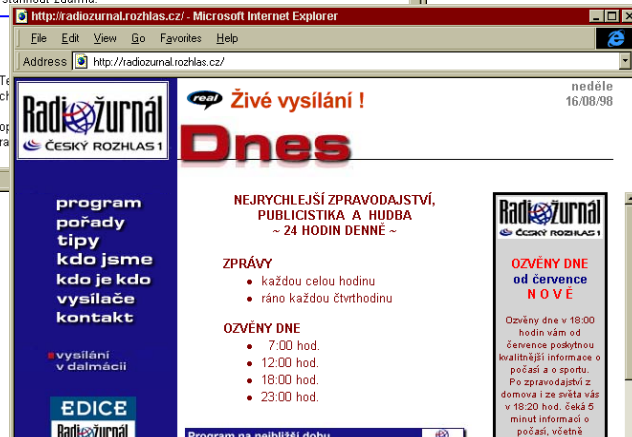 stáhnout zdarma.
http://radiozurnal.rozhlas.cz/ - Microsoft Internet Explorer
File Edit View Go Favorites Help
Address http://radiozurnal.rozhlas.cz/
Radiožurnál
ČESKÝ ROZHLAS 1
real Živé vysílání !
neděle
16/08/98
Dnes
program
pořady
tipy
kdo jsme
kdo je kdo
vysílače
kontakt
vysílání
v dalmácii
EDICE
Radiožurnál
NEJRYCHLEJŠÍ ZPRAVODAJSTVÍ,
PUBLICISTIKA A HUDBA
~ 24 HODIN DENNĚ ~
ZPRÁVY
každou celou hodinu
ráno každou čtvrthodinu
OZVĚNY DNE
7:00 hod.
12:00 hod.
18:00 hod.
23:00 hod.
Program na nejbližší dobu
Radiožurnál
ČESKÝ ROZHLAS 1
OZVĚNY DNE
od července
NOVĚ
Ozvěny dne v 18:00
hodin vám od
července poskytnou
kvalitnější informace o
počasí a o sportu.
Po zpravodajství z
domova i ze světa vás
v 18:20 hod. čeká 5
minut informací o
počasí, včetně